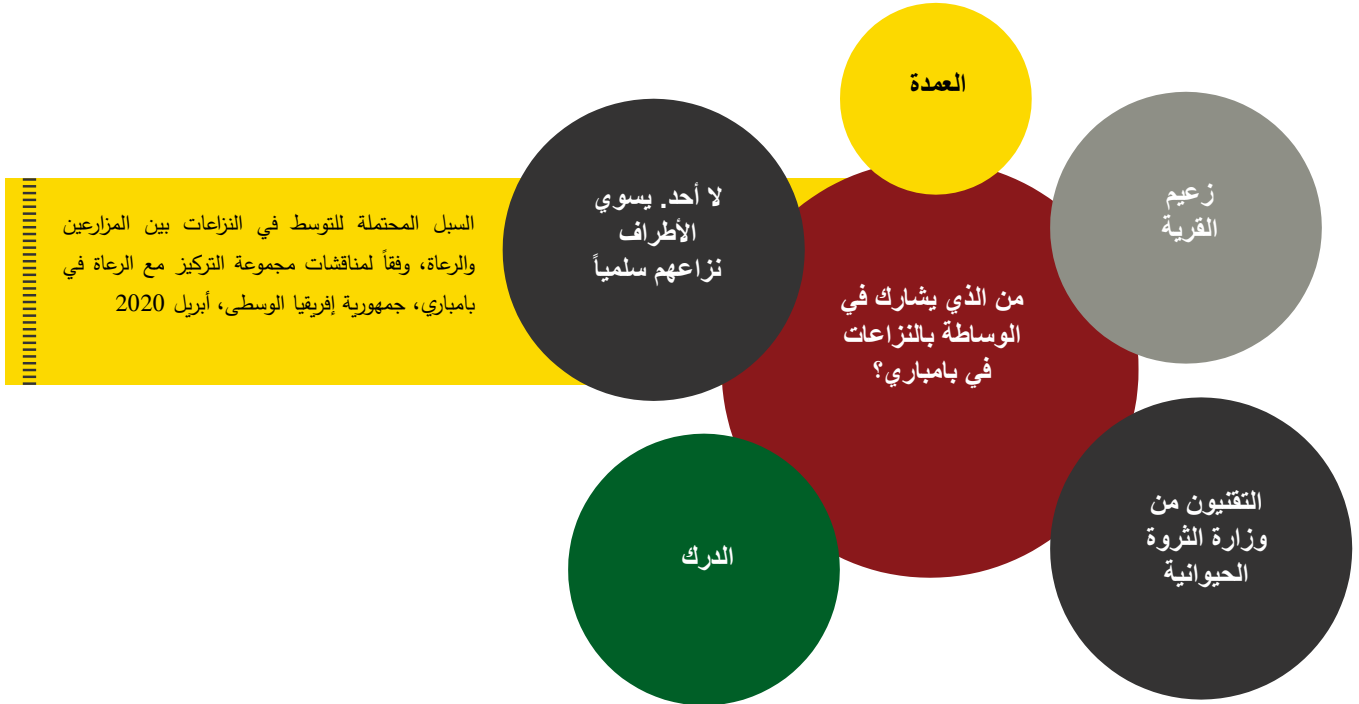 العمدة
زعيم
القرية
لا أحد. يسوي
الأطراف
نزاعهم سلمياً
السبل المحتملة للتوسط في النزاعات بين المزارعين
والرعاة، وفقاً لمناقشات مجموعة التركيز مع الرعاة في
بامباري، جمهورية إفريقيا الوسطى، أبريل 2020
من الذي يشارك في
الوساطة بالنزاعات
في بامباري؟
التقنيون من
وزارة الثروة
الحيوانية
الدرك